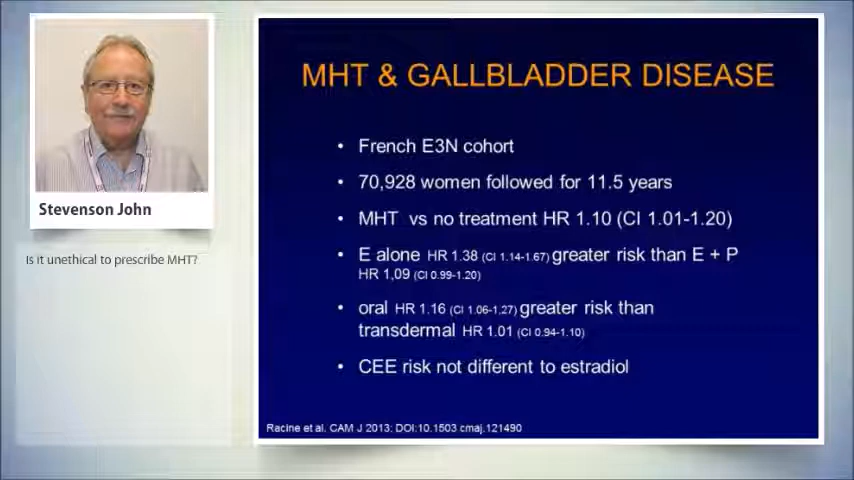 Stevenson John
Is it unethical to prescribe MHT?
MHT & GALLBLADDER DISEASE
• French E3N cohort
• 70,928 women followed for 11.5 years
• MHT vs no treatment HR 1.10 (CI 1.01-1.20)
• E alone HR 1.38 (CI 1.14-1.67) greater risk than E + P
HR 1,09 (CI 0.99-1.20)
• oral HR 1.16 (CI 1.06-1.27) greater risk than
transdermal HR 1.01 (CI 0.94-1.10)
• CEE risk not different to estradiol
Racine et al. CAM J 2013: DOI:10.1503 cmaj.121490